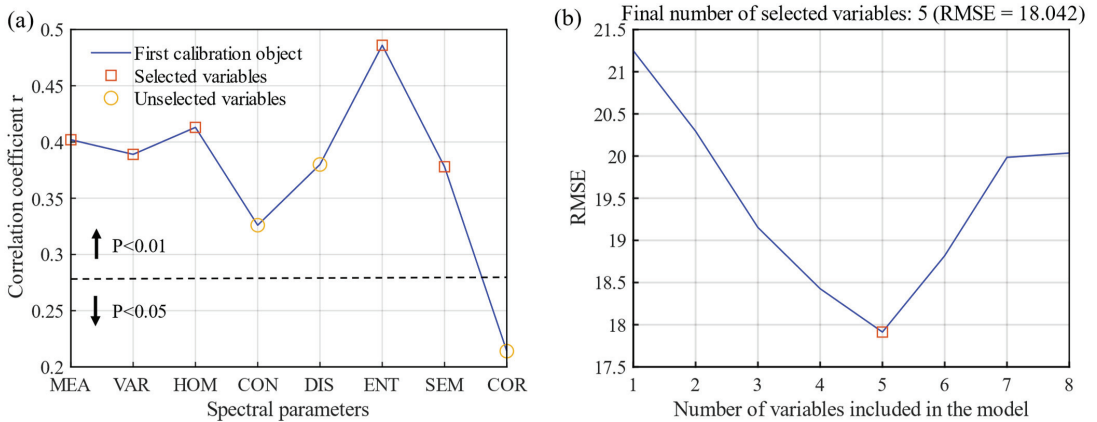 (a)
0.5
0.45
0.4
0.35
0.3
0.25
0.2
Correlation coefficient r
First calibration object
Selected variables
Unselected variables
P<0.01
P<0.05
MEA VAR HOM CON DIS ENT SEM COR
Spectral parameters
(b)
Final number of selected variables: 5 (RMSE = 18.042)
21.5
21
20.5
20
19.5
19
18.5
18
17.5
RMSE
1 2 3 4 5 6 7 8
Number of variables included in the model